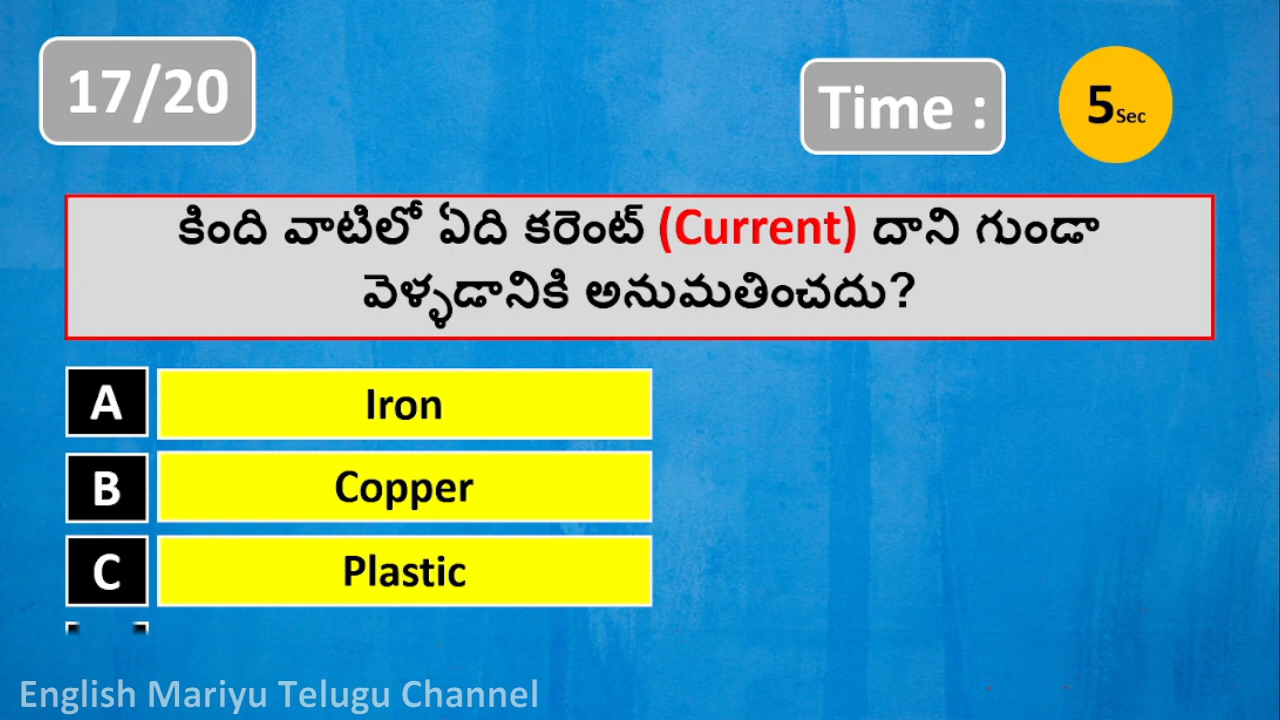 17/20
Time :
5Sec
కింది వాటిలో ఏది కరెంట్ (Current) దాని గుండా
వెళ్ళడానికి అనుమతించదు?
A
Iron
B
Copper
C
Plastic
English Mariyu Telugu Channel